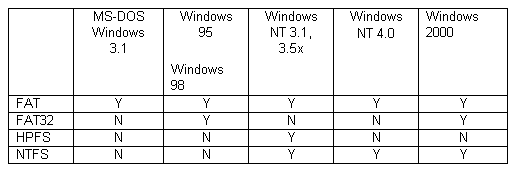 MS-DOS Windows 3.1 | Windows 95 Windows 98 | Windows NT 3.1, 3.5x | Windows NT 4.0 | Windows 2000
FAT Y Y Y Y Y
FAT32 N Y N N Y
HPFS N N Y N N
NTFS N N Y Y Y